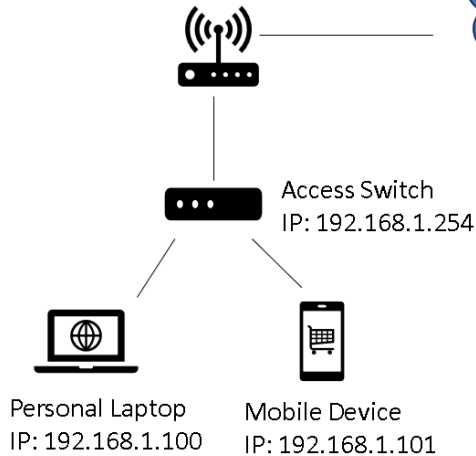 Access Switch
IP: 192.168.1.254
Personal Laptop
IP: 192.168.1.100
Mobile Device
IP: 192.168.1.101